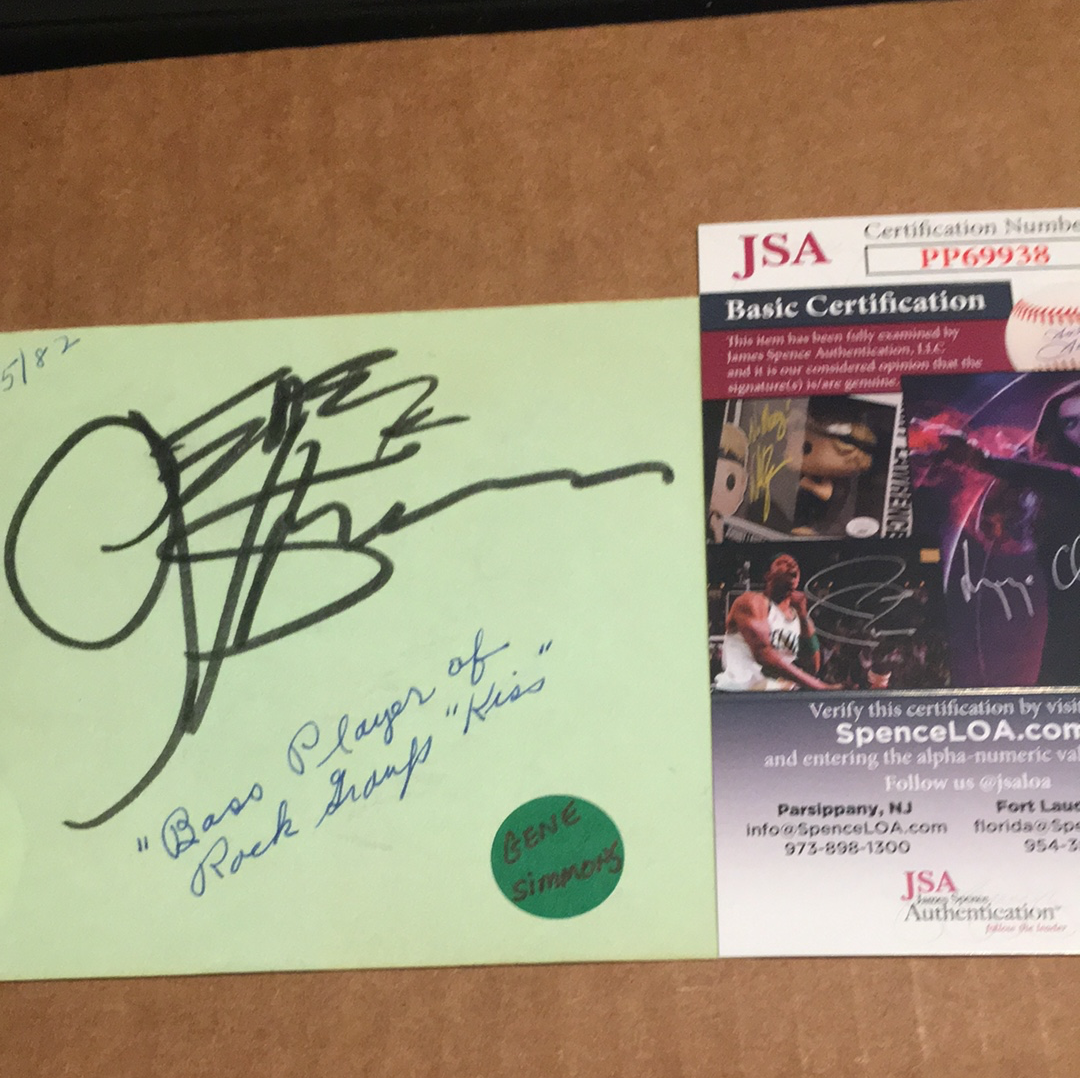 5/82
"Bass Player of
Rock Group "Kiss"
GENE
Simmons
JSA
Certification Numbe
PP69938
Basic Certification
This item has been fully examined by
James Spence Authentication, LLC
and it is our considered opinion that the
signature(s) is/are genuine.
Verify this certification by visit
SpenceLOA.com
and entering the alpha-numeric val
Follow us @jsaloa
Parsippany, NJ
info@SpenceLOA.com
973-898-1300
Fort Laud
florida@Spe
954-3
JSA
James Spence
Authentication
follow the leader